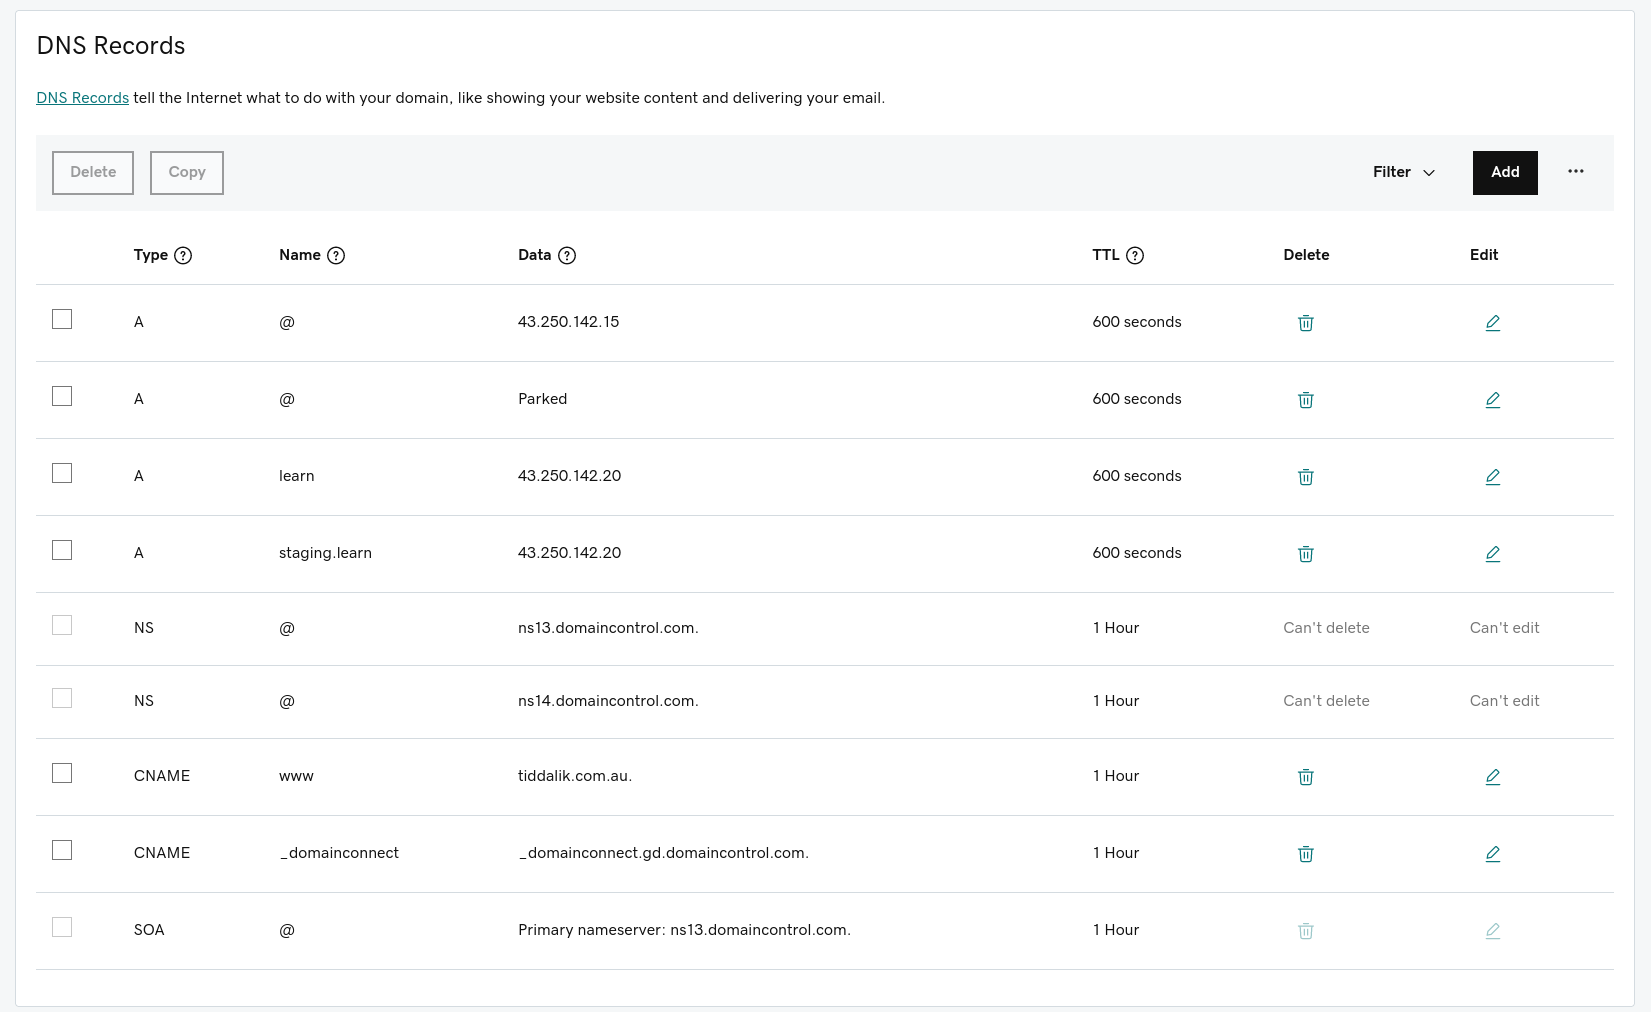 DNS Records
DNS Records tell the Internet what to do with your domain, like showing your website content and delivering your email.
Delete Copy Filter Add
Type Name Data TTL Delete Edit
A @ 43.250.142.15 600 seconds
A @ Parked 600 seconds
A learn 43.250.142.20 600 seconds
A staging.learn 43.250.142.20 600 seconds
NS @ ns13.domaincontrol.com. 1 Hour Can't delete Can't edit
NS @ ns14.domaincontrol.com. 1 Hour Can't delete Can't edit
CNAME www tiddalik.com.au. 1 Hour
CNAME _domainconnect _domainconnect.gd.domaincontrol.com. 1 Hour
SOA @ Primary nameserver: ns13.domaincontrol.com. 1 Hour